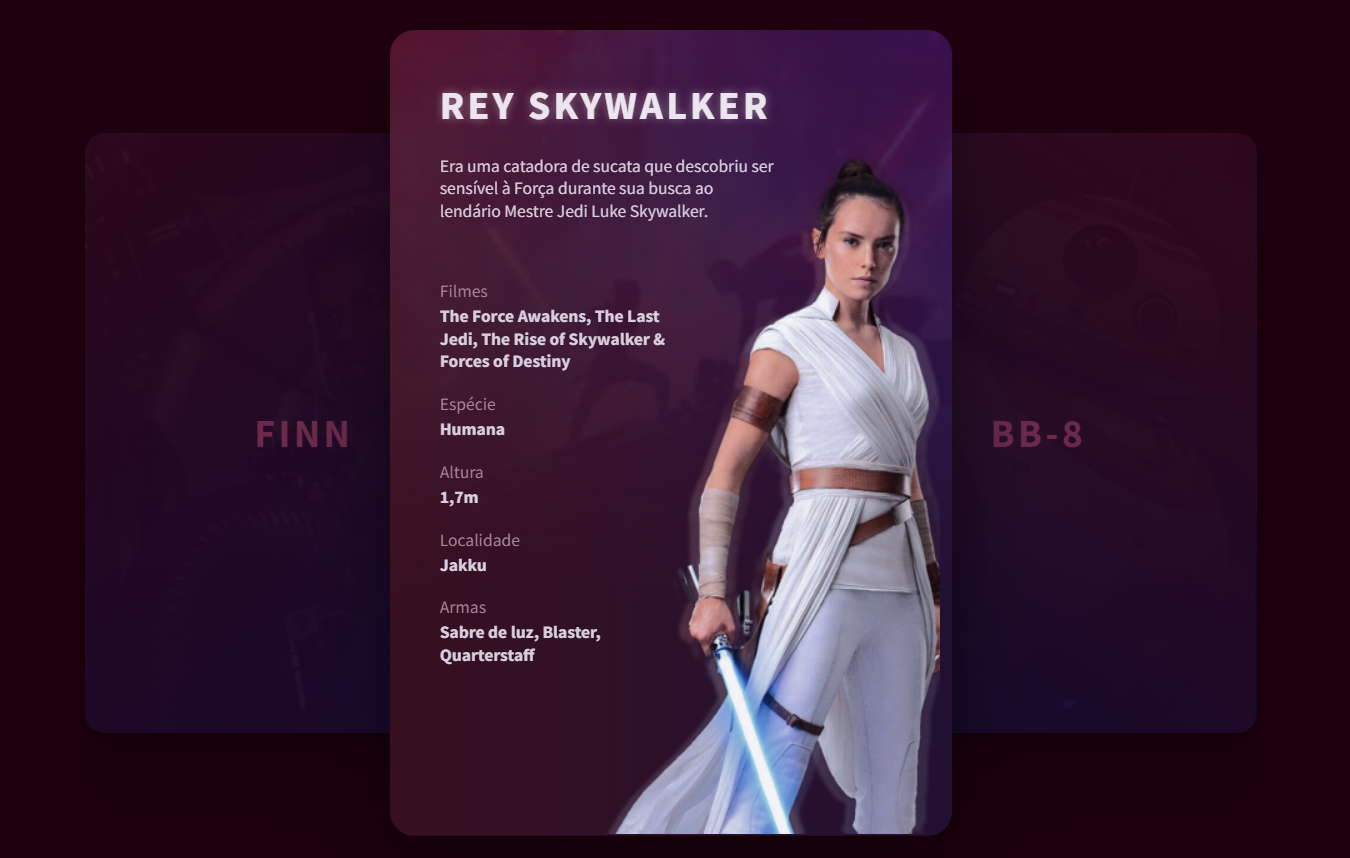 REY SKYWALKER
Era uma catadora de sucata que descobriu ser
sensível à Força durante sua busca ao
lendário Mestre Jedi Luke Skywalker.
Filmes
The Force Awakens, The Last
Jedi, The Rise of Skywalker &
Forces of Destiny
Espécie
Humana
Altura
1,7m
Localidade
Jakku
Armas
Sabre de luz, Blaster,
Quarterstaff
FINN
BB-8